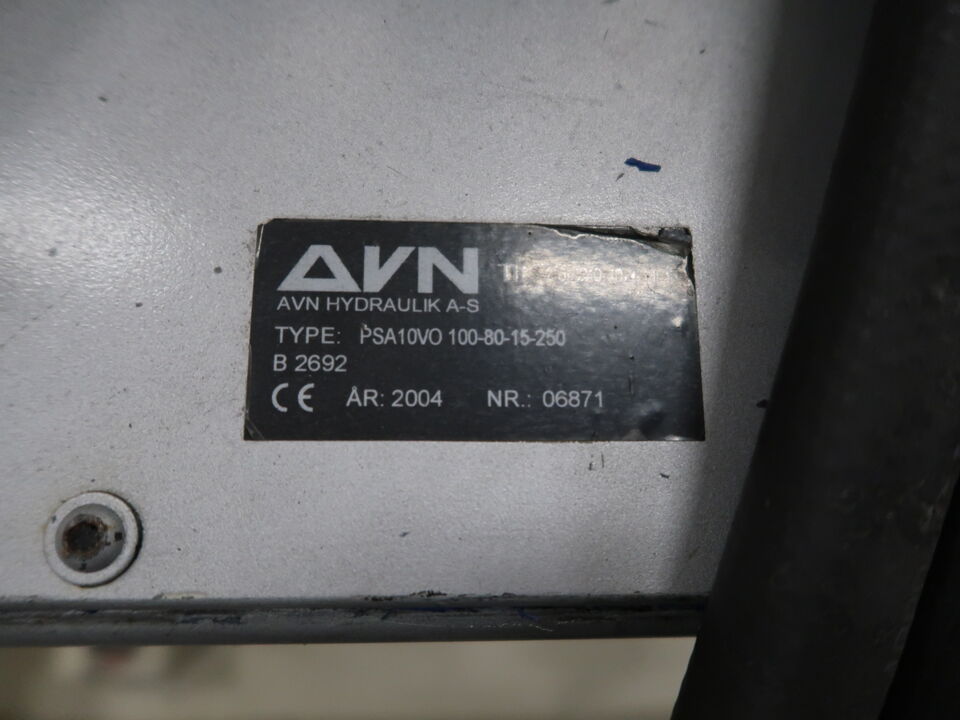 AVN
AVN HYDRAULIK A-S
TYPE: PSA10VO 100-80-15-250
B 2692
CE ÅR: 2004 NR.: 06871